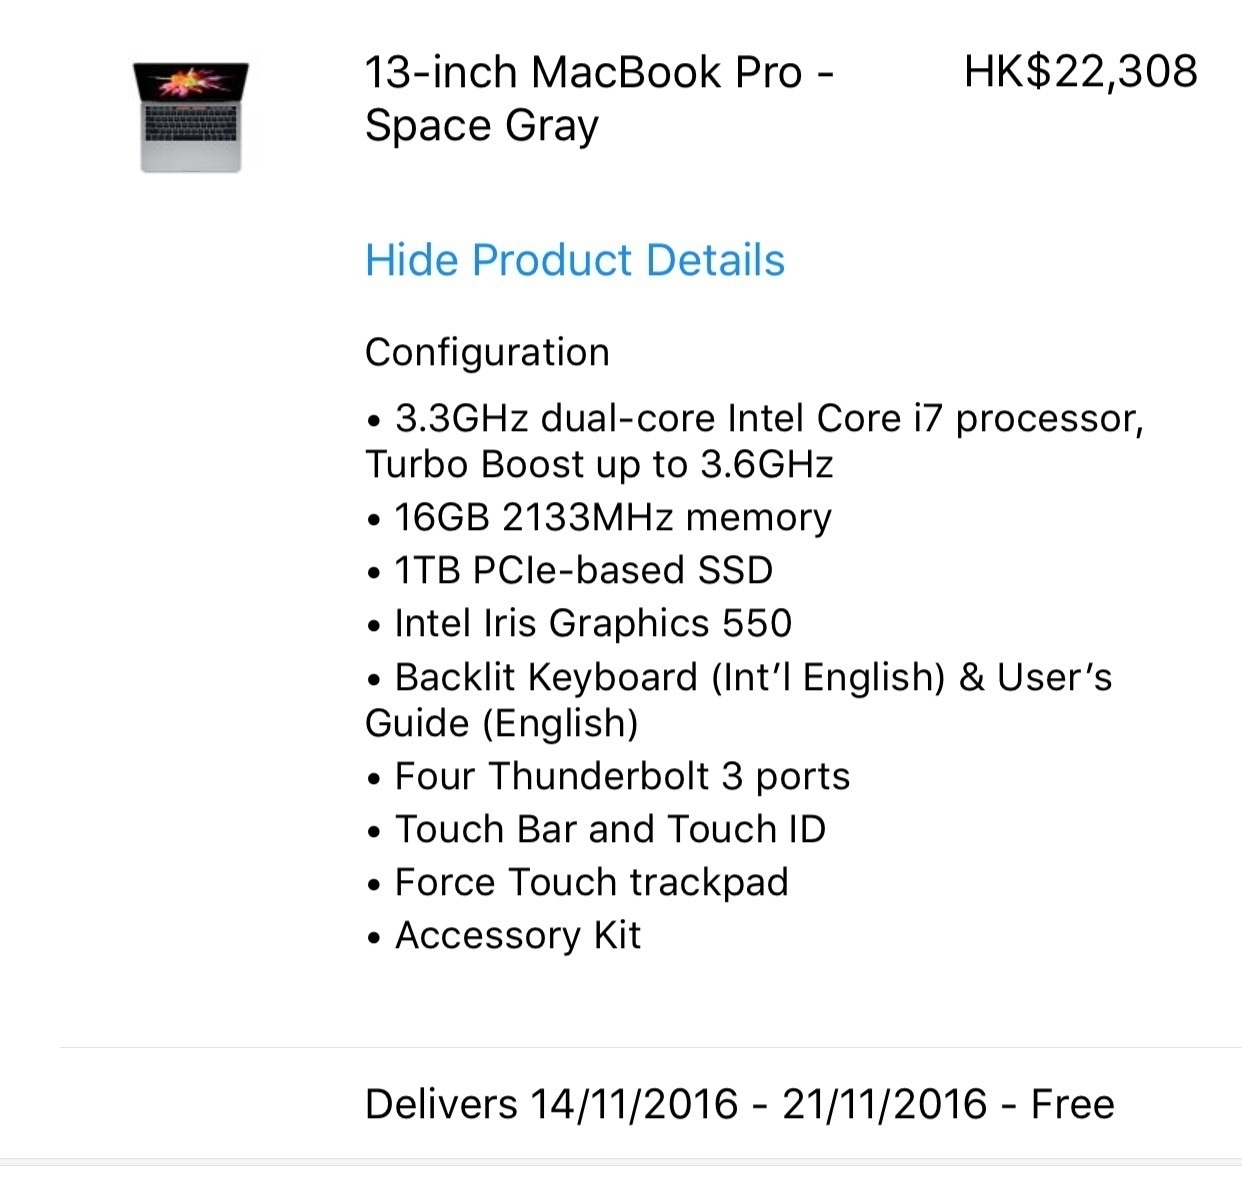 13-inch MacBook Pro - HK$22,308
Space Gray
Hide Product Details
Configuration
• 3.3GHz dual-core Intel Core i7 processor,
Turbo Boost up to 3.6GHz
• 16GB 2133MHz memory
• 1TB PCIe-based SSD
• Intel Iris Graphics 550
• Backlit Keyboard (Int’l English) & User’s
Guide (English)
• Four Thunderbolt 3 ports
• Touch Bar and Touch ID
• Force Touch trackpad
• Accessory Kit
Delivers 14/11/2016 - 21/11/2016 - Free